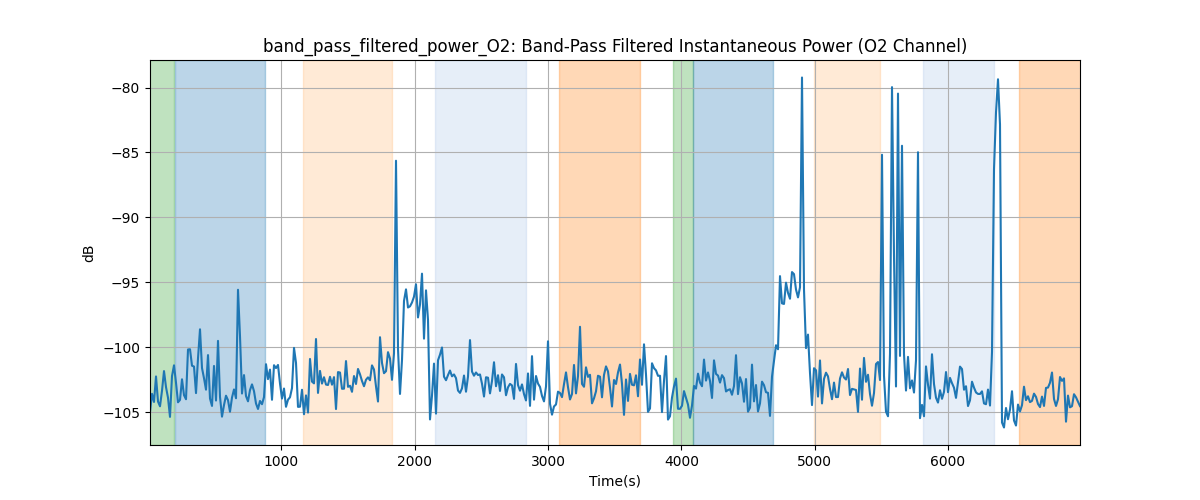 band_pass_filtered_power_O2: Band-Pass Filtered Instantaneous Power (O2 Channel)
dB
−80
−85
−90
−95
−100
−105
1000 2000 3000 4000 5000 6000
Time(s)